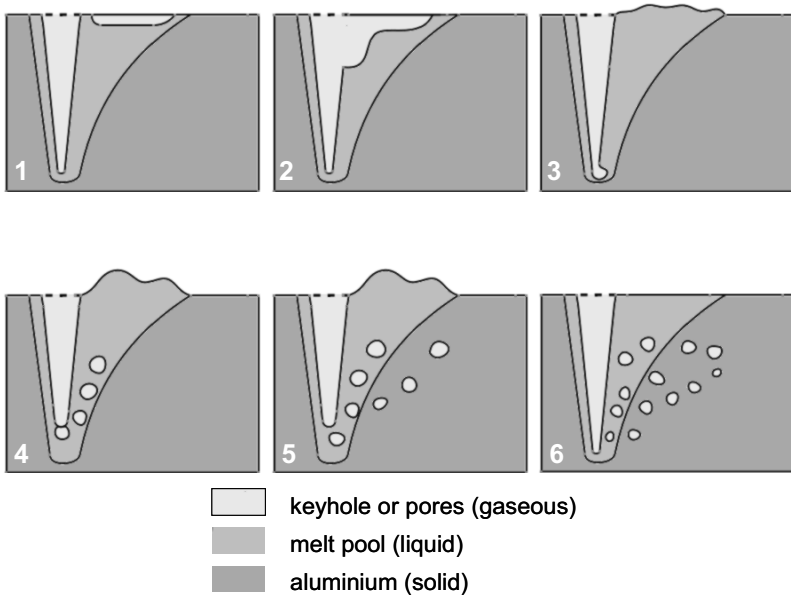 1
2
3
4
5
6
keyhole or pores (gaseous)
melt pool (liquid)
aluminium (solid)